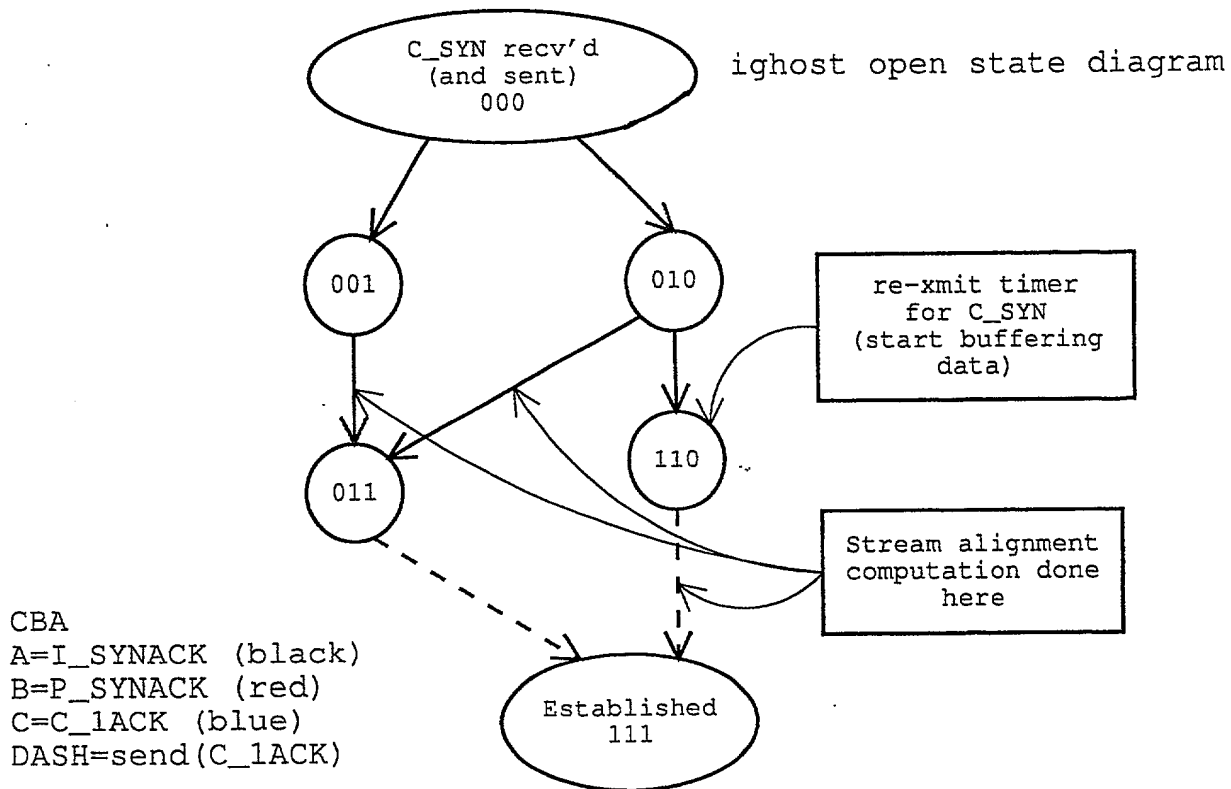 C_SYN recv'd
(and sent)
000
ighost open state diagram
001
010
re-xmit timer
for C_SYN
(start buffering
data)
011
110
Stream alignment
computation done
here
CBA
A=I_SYNACK (black)
B=P_SYNACK (red)
C=C_1ACK (blue)
DASH=send(C_1ACK)
Established
111